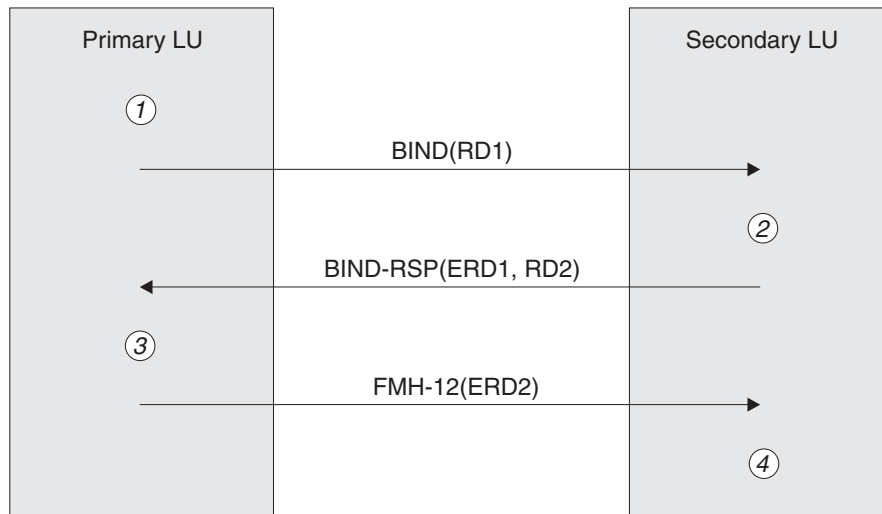 Primary LU
Secondary LU
1
BIND(RD1)
2
BIND-RSP(ERD1, RD2)
3
FMH-12(ERD2)
4